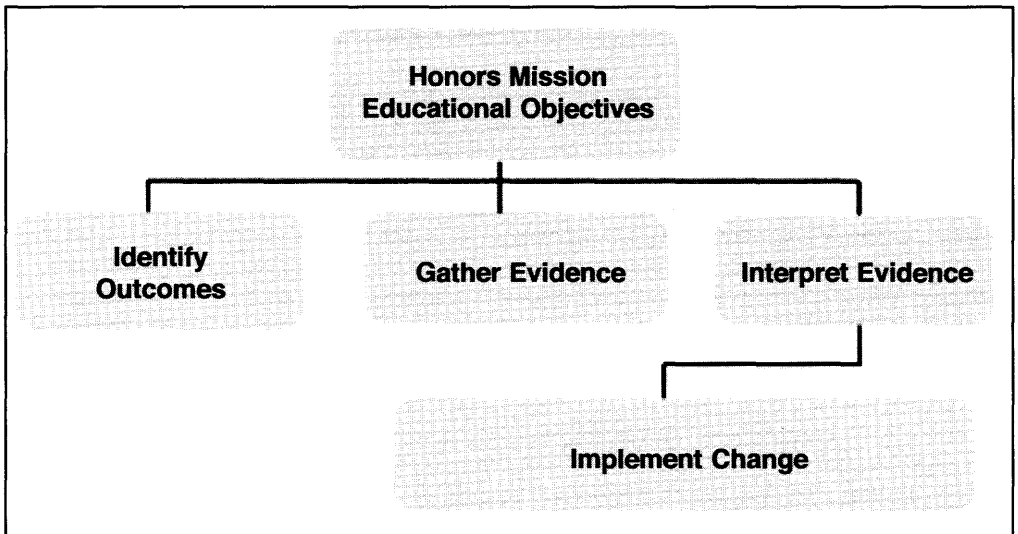 Honors Mission
Educational Objectives
Identify
Outcomes
Gather Evidence
Interpret Evidence
Implement Change